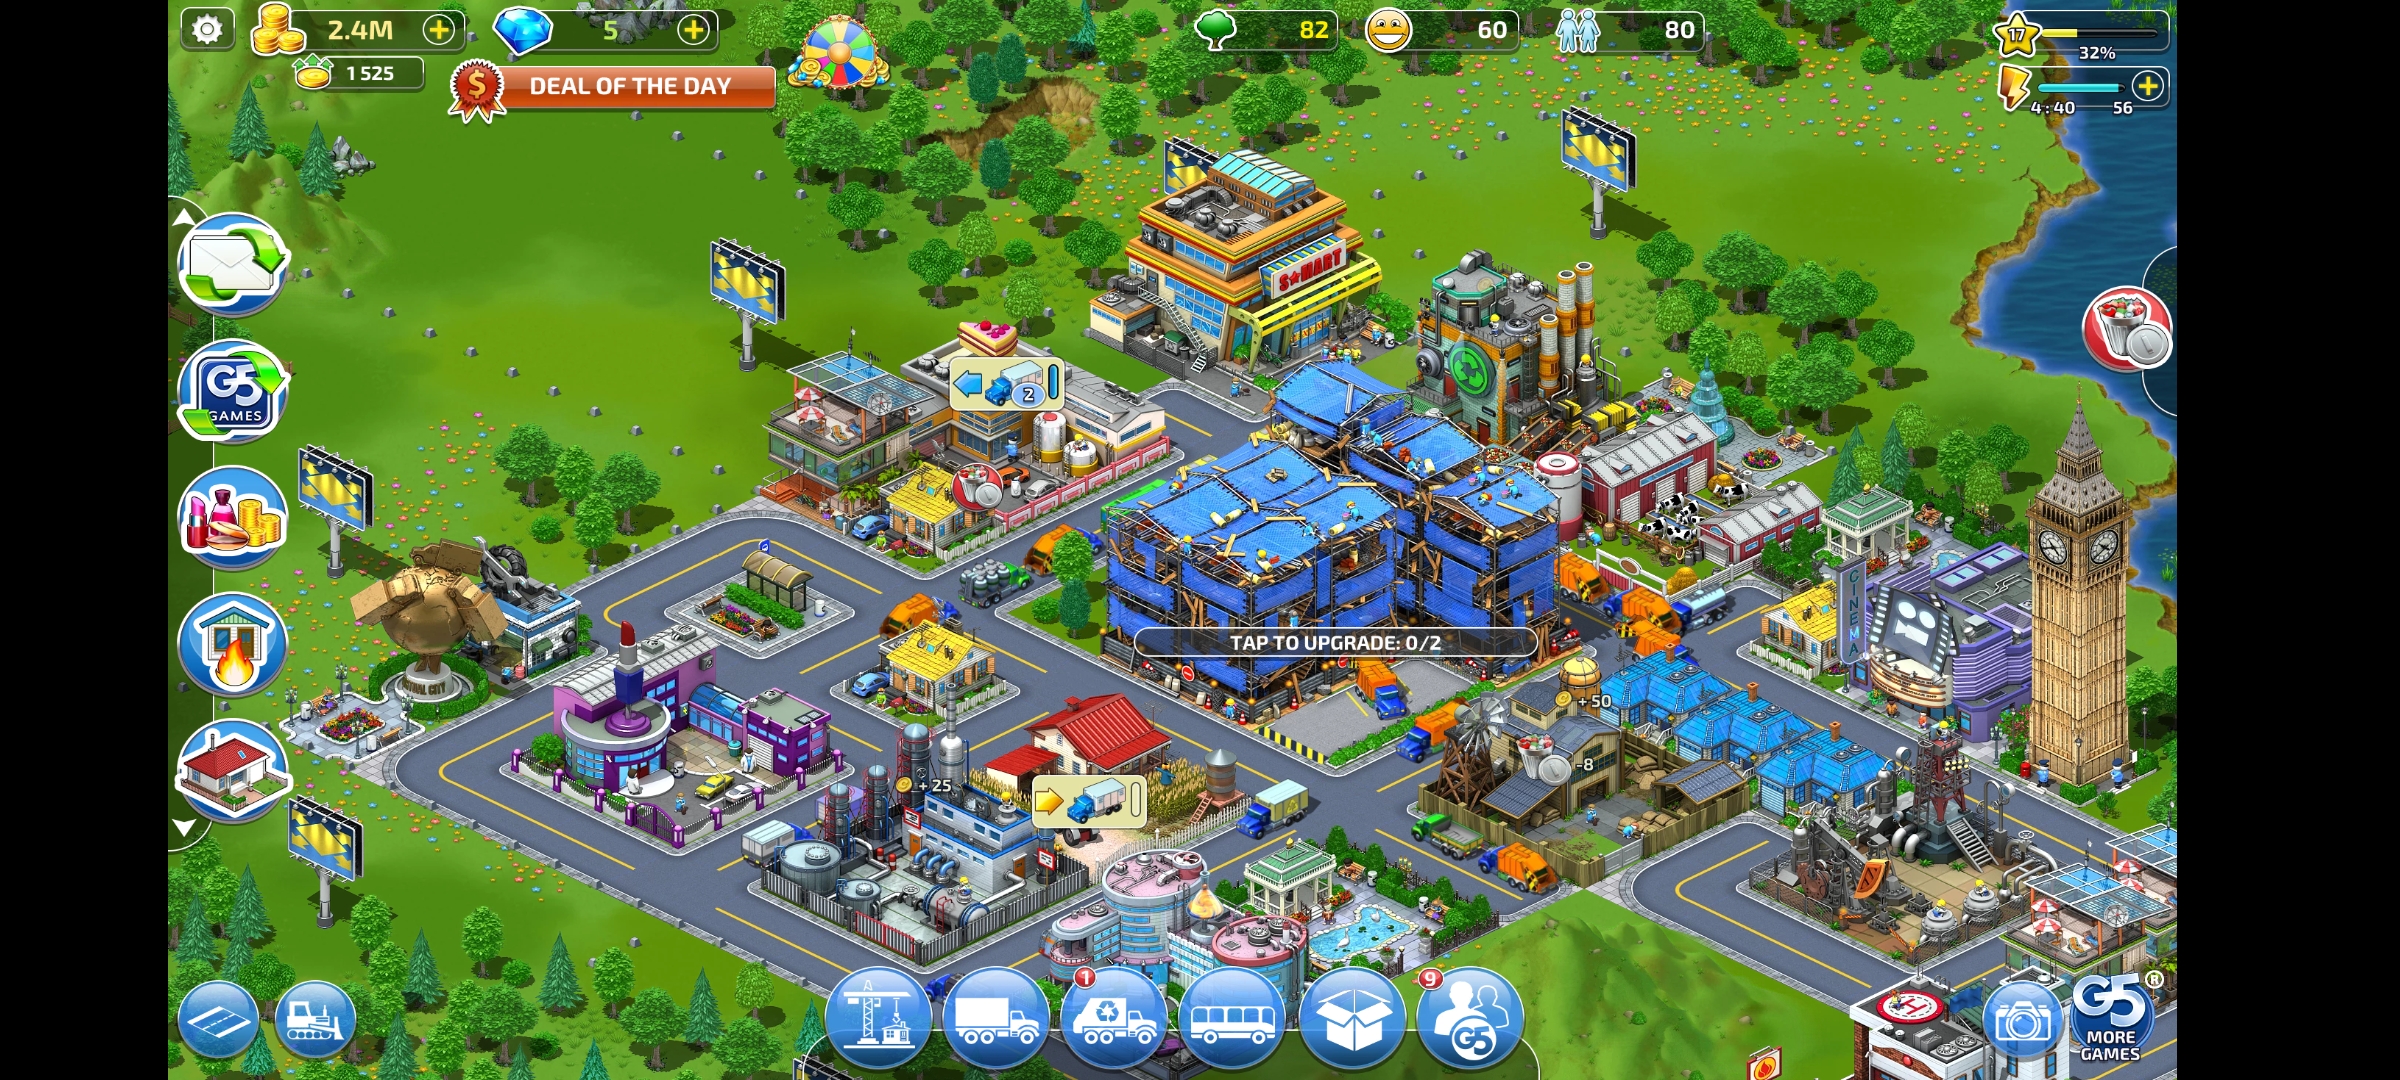 2.4M
5
82
60
80
17
32%
1 525
DEAL OF THE DAY
4:40
56
S★MART
2
G5
GAMES
CINEMA
TAP TO UPGRADE: 0/2
+50
-8
+25
1
9
G5
G5
®
MORE
GAMES
H